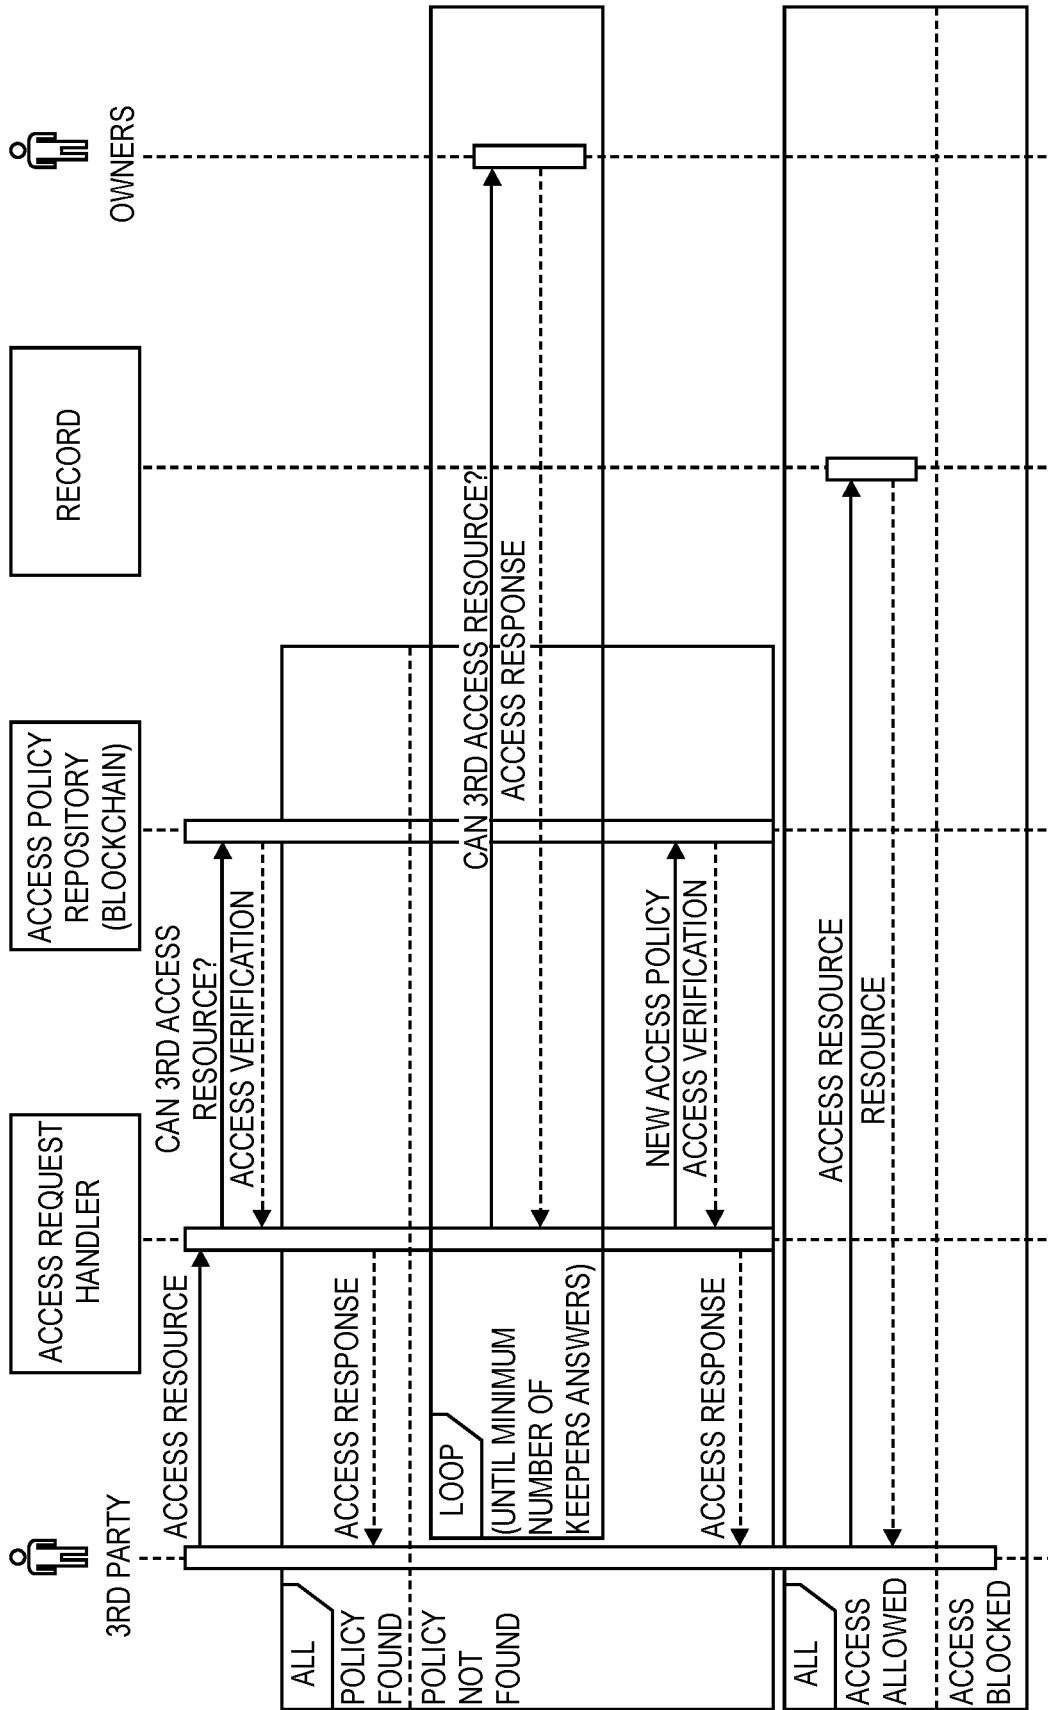 3RD PARTY
ACCESS REQUEST
HANDLER
ACCESS POLICY
REPOSITORY
(BLOCKCHAIN)
RECORD
OWNERS
ACCESS RESOURCE
CAN 3RD ACCESS
RESOURCE?
ACCESS VERIFICATION
ALL
POLICY
FOUND
ACCESS RESPONSE
POLICY
NOT
FOUND
LOOP
(UNTIL MINIMUM
NUMBER OF
KEEPERS ANSWERS)
CAN 3RD ACCESS RESOURCE?
ACCESS RESPONSE
NEW ACCESS POLICY
ACCESS VERIFICATION
ACCESS RESPONSE
ALL
ACCESS
ALLOWED
ACCESS RESOURCE
RESOURCE
ACCESS
BLOCKED